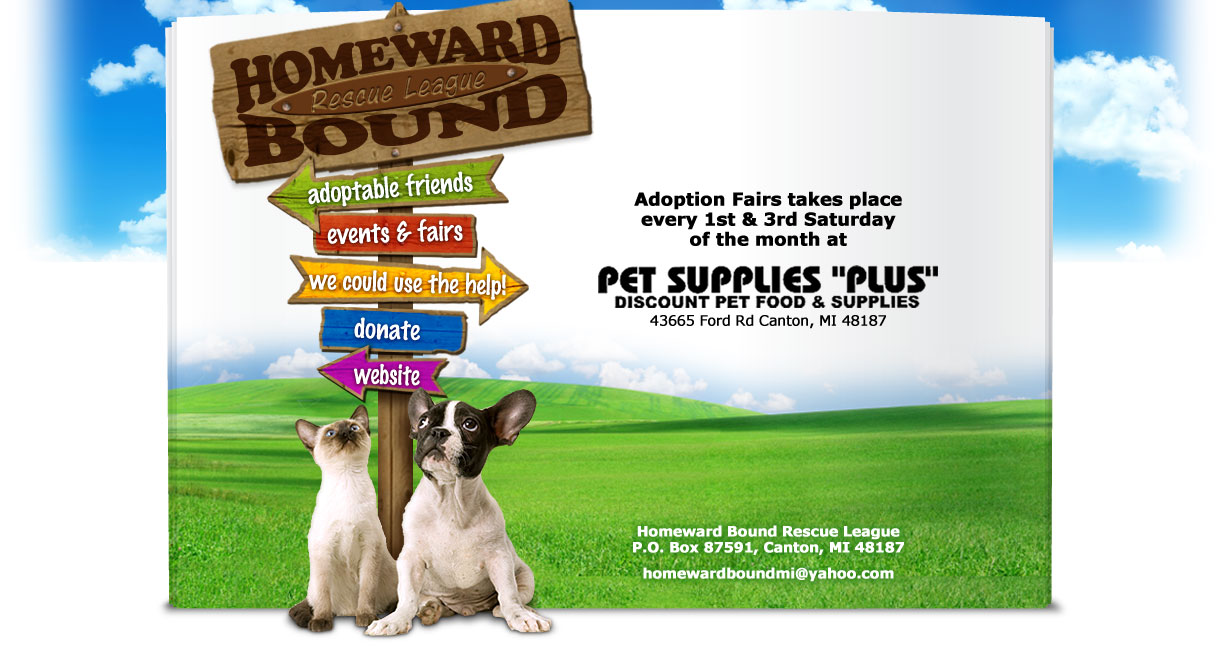 HOMEWARD
Rescue League
BOUND
adoptable friends
events & fairs
we could use the help!
donate
website
Adoption Fairs takes place
every 1st & 3rd Saturday
of the month at
PET SUPPLIES "PLUS"
DISCOUNT PET FOOD & SUPPLIES
43665 Ford Rd Canton, MI 48187
Homeward Bound Rescue League
P.O. Box 87591, Canton, MI 48187
homewardboundmi@yahoo.com